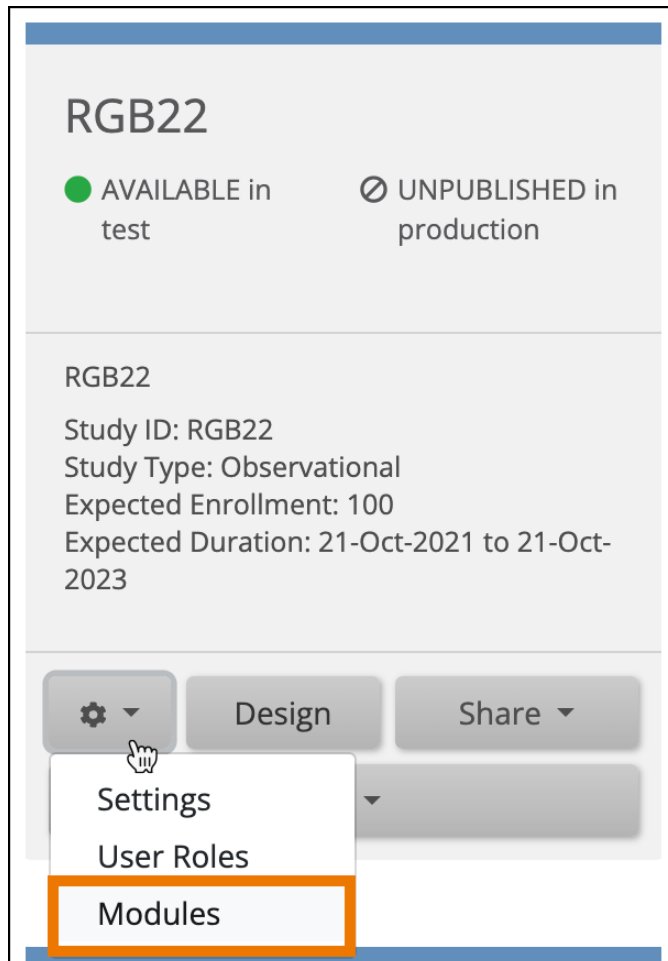 RGB22
AVAILABLE in
test
UNPUBLISHED in
production
RGB22
Study ID: RGB22
Study Type: Observational
Expected Enrollment: 100
Expected Duration: 21-Oct-2021 to 21-Oct-
2023
Design
Share
Settings
User Roles
Modules